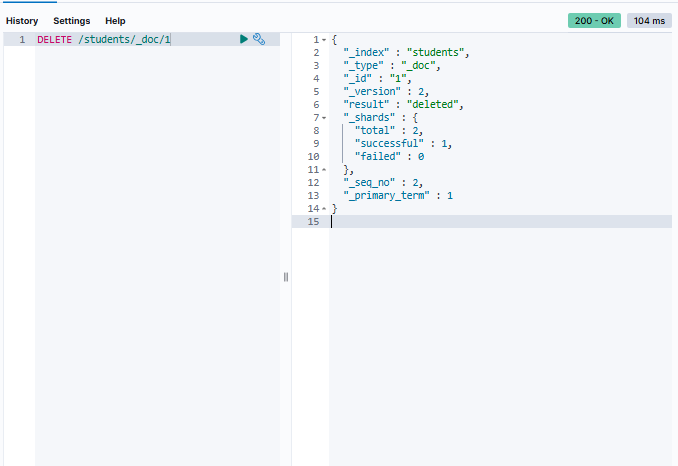 History Settings Help 200 - OK 104 ms
1 DELETE /students/_doc/1
1 {
2 "_index" : "students",
3 "_type" : "_doc",
4 "_id" : "1",
5 "_version" : 2,
6 "result" : "deleted",
7 "_shards" : {
8 "total" : 2,
9 "successful" : 1,
10 "failed" : 0
11 },
12 "_seq_no" : 2,
13 "_primary_term" : 1
14 }
15